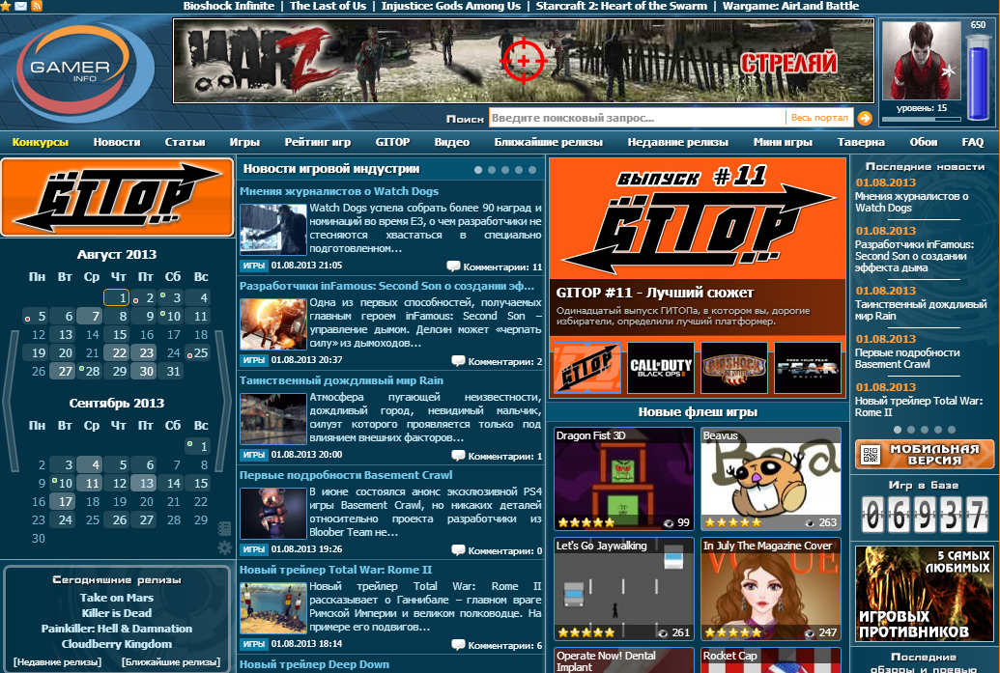 Bioshock Infinite | The Last of Us | Injustice: Gods Among Us | Starcraft 2: Heart of the Swarm | Wargame: AirLand Battle
GAMER
INFO
WARZ
СТРЕЛЯЙ
650
уровень: 15
Поиск
Введите поисковый запрос...
Весь портал
Конкурсы Новости Статьи Игры Рейтинг игр GITOP Видео Ближайшие релизы Недавние релизы Мини игры Таверна Обои FAQ
GITOP
Август 2013
Пн Вт Ср Чт Пт Сб Вс
1 2 3 4
5 6 7 8 9 10 11
12 13 14 15 16 17 18
19 20 21 22 23 24 25
26 27 28 29 30 31
Сентябрь 2013
Пн Вт Ср Чт Пт Сб Вс
1
2 3 4 5 6 7 8
9 10 11 12 13 14 15
16 17 18 19 20 21 22
23 24 25 26 27 28 29
30
Сегодняшние релизы
Take on Mars
Killer is Dead
Painkiller: Hell & Damnation
Cloudberry Kingdom
[Недавние релизы] [Ближайшие релизы]
Новости игровой индустрии
Мнения журналистов о Watch Dogs
Watch Dogs успела собрать более 90 наград и
номинаций во время E3, о чем разработчики не
стесняются хвастаться в специально
подготовленном...
ИГРЫ 01.08.2013 21:05 Комментарии: 11
Разработчики inFamous: Second Son о создании эф...
Одна из первых способностей, получаемых
главным героем inFamous: Second Son –
управление дымом. Делсин может «черпать
силу» из дымоходов...
ИГРЫ 01.08.2013 20:37 Комментарии: 2
Таинственный дождливый мир Rain
Атмосфера пугающей неизвестности,
дождливый город, невидимый мальчик,
силуэт которого проявляется только под
влиянием внешних факторов...
ИГРЫ 01.08.2013 20:00 Комментарии: 1
Первые подробности Basement Crawl
В июне состоялся анонс эксклюзивной PS4
игры Basement Crawl, но никаких деталей
относительно проекта разработчики из
Bloober Team не...
ИГРЫ 01.08.2013 19:26 Комментарии: 0
Новый трейлер Total War: Rome II
Новый трейлер Total War: Rome II
рассказывает о Ганнибале – главном враге
Римской Империи и великом полководце. На
примере его подвигов...
ИГРЫ 01.08.2013 18:14 Комментарии: 6
Новый трейлер Deep Down
ВЫПУСК #11
GITOP
GITOP #11 - Лучший сюжет
Одинадцатый выпуск ГИТОПа, в котором вы, дорогие
избиратели, определили лучший платформер.
GITOP
CALL OF DUTY
BLACK OPS II
BIOSHOCK
FREE YOUR FEAR
FEAR
ONLINE
Новые флеш игры
Dragon Fist 3D
99
Beavus
Bea
263
Let's Go Jaywalking
261
In July The Magazine Cover
VOGUE
247
Operate Now! Dental
Implant
Rocket Cap
Последние новости
01.08.2013
Мнения журналистов о
Watch Dogs
01.08.2013
Разработчики inFamous:
Second Son о создании
эффекта дыма
01.08.2013
Таинственный дождливый
мир Rain
01.08.2013
Первые подробности
Basement Crawl
01.08.2013
Новый трейлер Total War:
Rome II
МОБИЛЬНАЯ
ВЕРСИЯ
Игр в Базе
06937
5 САМЫХ
ЛЮБИМЫХ
ИГРОВЫХ
ПРОТИВНИКОВ
Последние
обзоры и превью